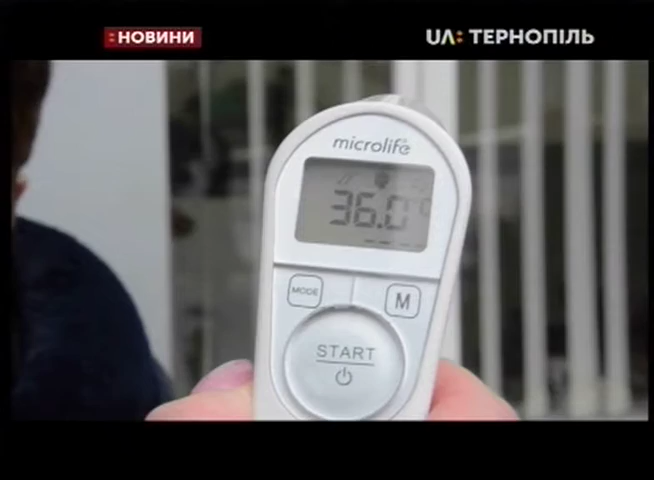 :НОВИНИ
UA: ТЕРНОПІЛЬ
microlife
36.0°
MODE
M
START